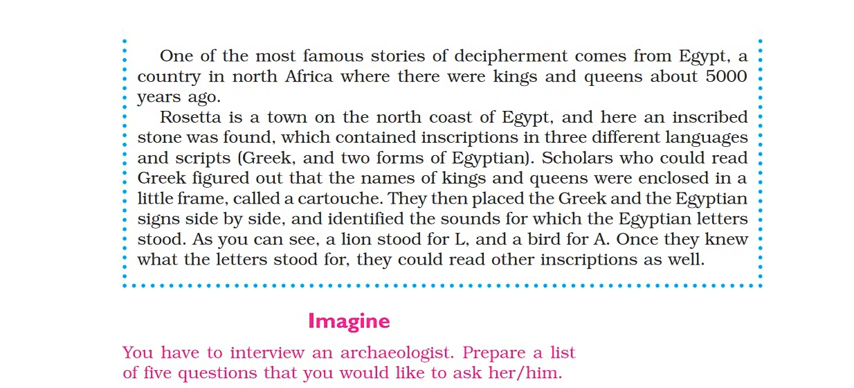 One of the most famous stories of decipherment comes from Egypt, a
country in north Africa where there were kings and queens about 5000
years ago.
Rosetta is a town on the north coast of Egypt, and here an inscribed
stone was found, which contained inscriptions in three different languages
and scripts (Greek, and two forms of Egyptian). Scholars who could read
Greek figured out that the names of kings and queens were enclosed in a
little frame, called a cartouche. They then placed the Greek and the Egyptian
signs side by side, and identified the sounds for which the Egyptian letters
stood. As you can see, a lion stood for L, and a bird for A. Once they knew
what the letters stood for, they could read other inscriptions as well.
Imagine
You have to interview an archaeologist. Prepare a list
of five questions that you would like to ask her/him.